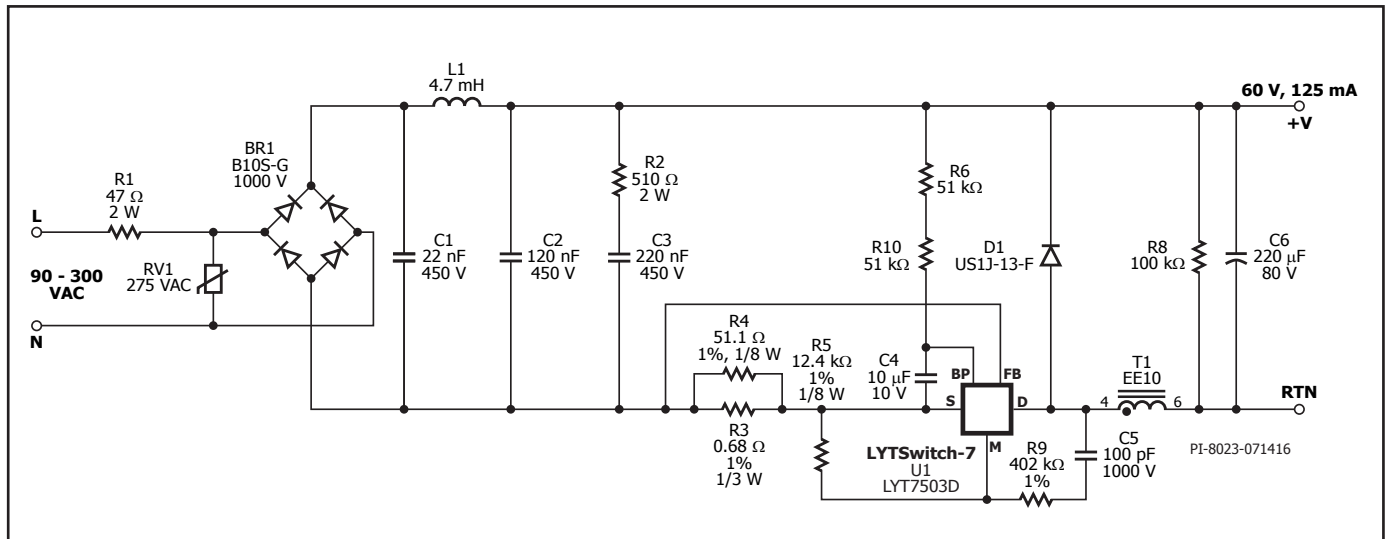 L1
4.7 mH
60 V, 125 mA
+V
BR1
B10S-G
1000 V
R1
47 Ω
2 W
L
RV1
275 VAC
90 - 300
VAC
N
C1
22 nF
450 V
C2
120 nF
450 V
R2
510 Ω
2 W
C3
220 nF
450 V
R6
51 kΩ
R10
51 kΩ
D1
US1J-13-F
R8
100 kΩ
C6
220 μF
80 V
R4
51.1 Ω
1%, 1/8 W
R3
0.68 Ω
1%
1/3 W
R5
12.4 kΩ
1%
1/8 W
C4
10 μF
10 V
BP
FB
S
D
M
LYTSwitch-7
U1
LYT7503D
T1
EE10
4
6
RTN
R9
402 kΩ
1%
C5
100 pF
1000 V
PI-8023-071416